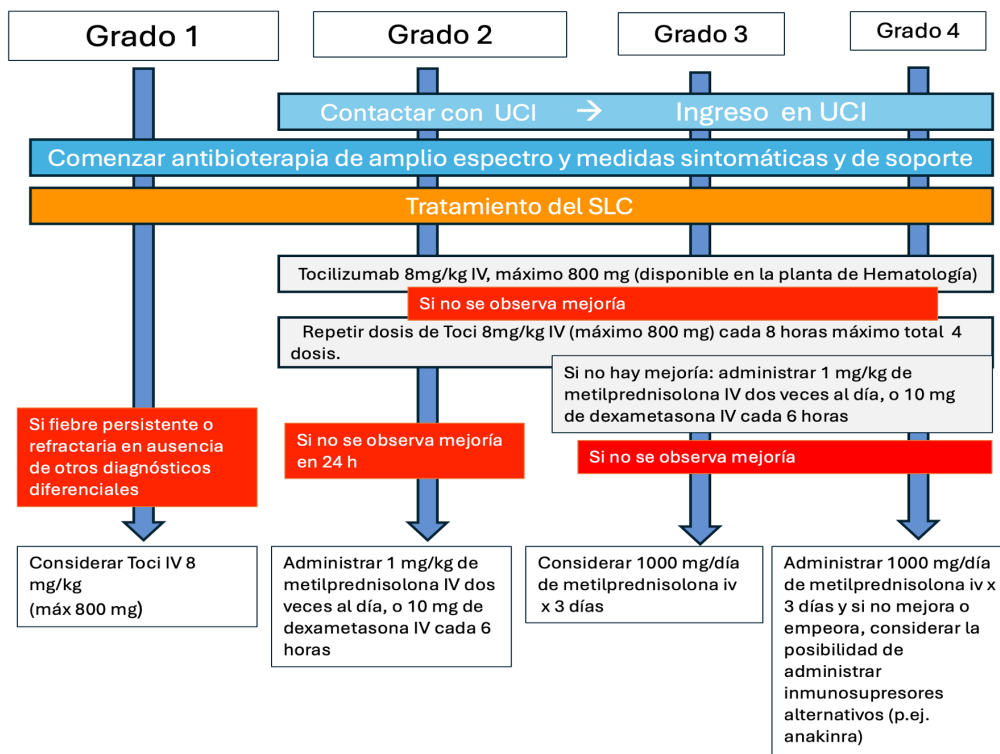 Grado 1
Grado 2
Grado 3
Grado 4
Contactar con UCI → Ingreso en UCI
Comenzar antibioterapia de amplio espectro y medidas sintomáticas y de soporte
Tratamiento del SLC
Tocilizumab 8mg/kg IV, máximo 800 mg (disponible en la planta de Hematología)
Si no se observa mejoría
Repetir dosis de Toci 8mg/kg IV (máximo 800 mg) cada 8 horas máximo total 4
dosis.
Si no hay mejoría: administrar 1 mg/kg de
metilprednisolona IV dos veces al día, o 10 mg
de dexametasona IV cada 6 horas
Si fiebre persistente o
refractaria en ausencia
de otros diagnósticos
diferenciales
Si no se observa mejoría
en 24 h
Si no se observa mejoría
Considerar Toci IV 8
mg/kg
(máx 800 mg)
Administrar 1 mg/kg de
metilprednisolona IV dos
veces al día, o 10 mg de
dexametasona IV cada 6
horas
Considerar 1000 mg/día
de metilprednisolona iv
x 3 días
Administrar 1000 mg/día
de metilprednisolona iv x
3 días y si no mejora o
empeora, considerar la
posibilidad de
administrar
inmunosupresores
alternativos (p.ej.
anakinra)